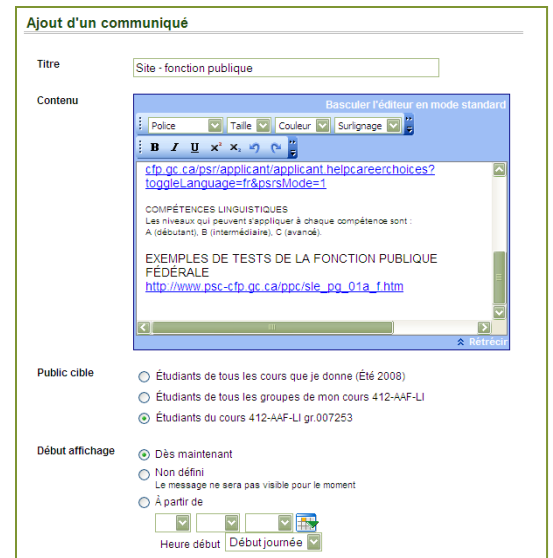 Ajout d'un communiqué
Titre
Site - fonction publique
Contenu
Basculer l'éditeur en mode standard
Police Taille Couleur Surlignage
B I U x² x₂
cfp.gc.ca/psr/applicant/applicant.helpcareerchoices?
toggleLanguage=fr&psrsMode=1
COMPÉTENCES LINGUISTIQUES
Les niveaux qui peuvent s'appliquer à chaque compétence sont :
A (débutant), B (intermédiaire), C (avancé).
EXEMPLES DE TESTS DE LA FONCTION PUBLIQUE
FÉDÉRALE
http://www.psc-cfp.gc.ca/ppc/sle_pg_01a_f.htm
Rétrécir
Public cible
Étudiants de tous les cours que je donne (Été 2008)
Étudiants de tous les groupes de mon cours 412-AAF-LI
Étudiants du cours 412-AAF-LI gr.007253
Début affichage
Dès maintenant
Non défini
Le message ne sera pas visible pour le moment
À partir de
Heure début Début journée